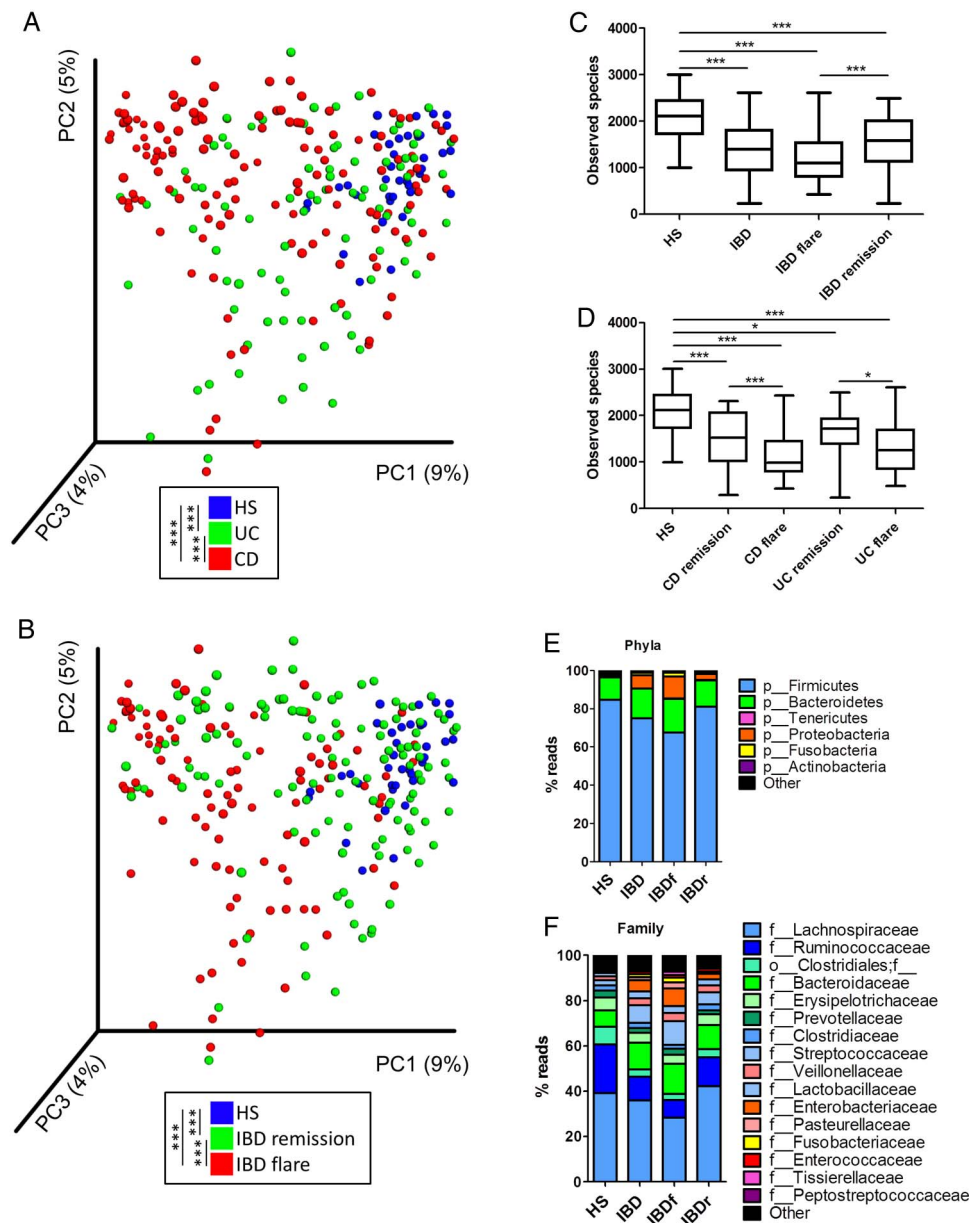 A
PC2 (5%)
PC3 (4%)
PC1 (9%)
***
***
***
HS
UC
CD
B
PC2 (5%)
PC3 (4%)
PC1 (9%)
***
***
***
HS
IBD remission
IBD flare
C
Observed species
4000
3000
2000
1000
0
***
***
***
***
HS
IBD
IBD flare
IBD remission
D
Observed species
4000
3000
2000
1000
0
***
*
***
***
***
*
HS
CD remission
CD flare
UC remission
UC flare
E
Phyla
% reads
100
80
60
40
20
0
HS
IBD
IBDf
IBDr
p__Firmicutes
p__Bacteroidetes
p__Tenericutes
p__Proteobacteria
p__Fusobacteria
p__Actinobacteria
Other
F
Family
% reads
100
80
60
40
20
0
HS
IBD
IBDf
IBDr
f__Lachnospiraceae
f__Ruminococcaceae
o__Clostridiales;f__
f__Bacteroidaceae
f__Erysipelotrichaceae
f__Prevotellaceae
f__Clostridiaceae
f__Streptococcaceae
f__Veillonellaceae
f__Lactobacillaceae
f__Enterobacteriaceae
f__Pasteurellaceae
f__Fusobacteriaceae
f__Enterococcaceae
f__Tissierellaceae
f__Peptostreptococcaceae
Other